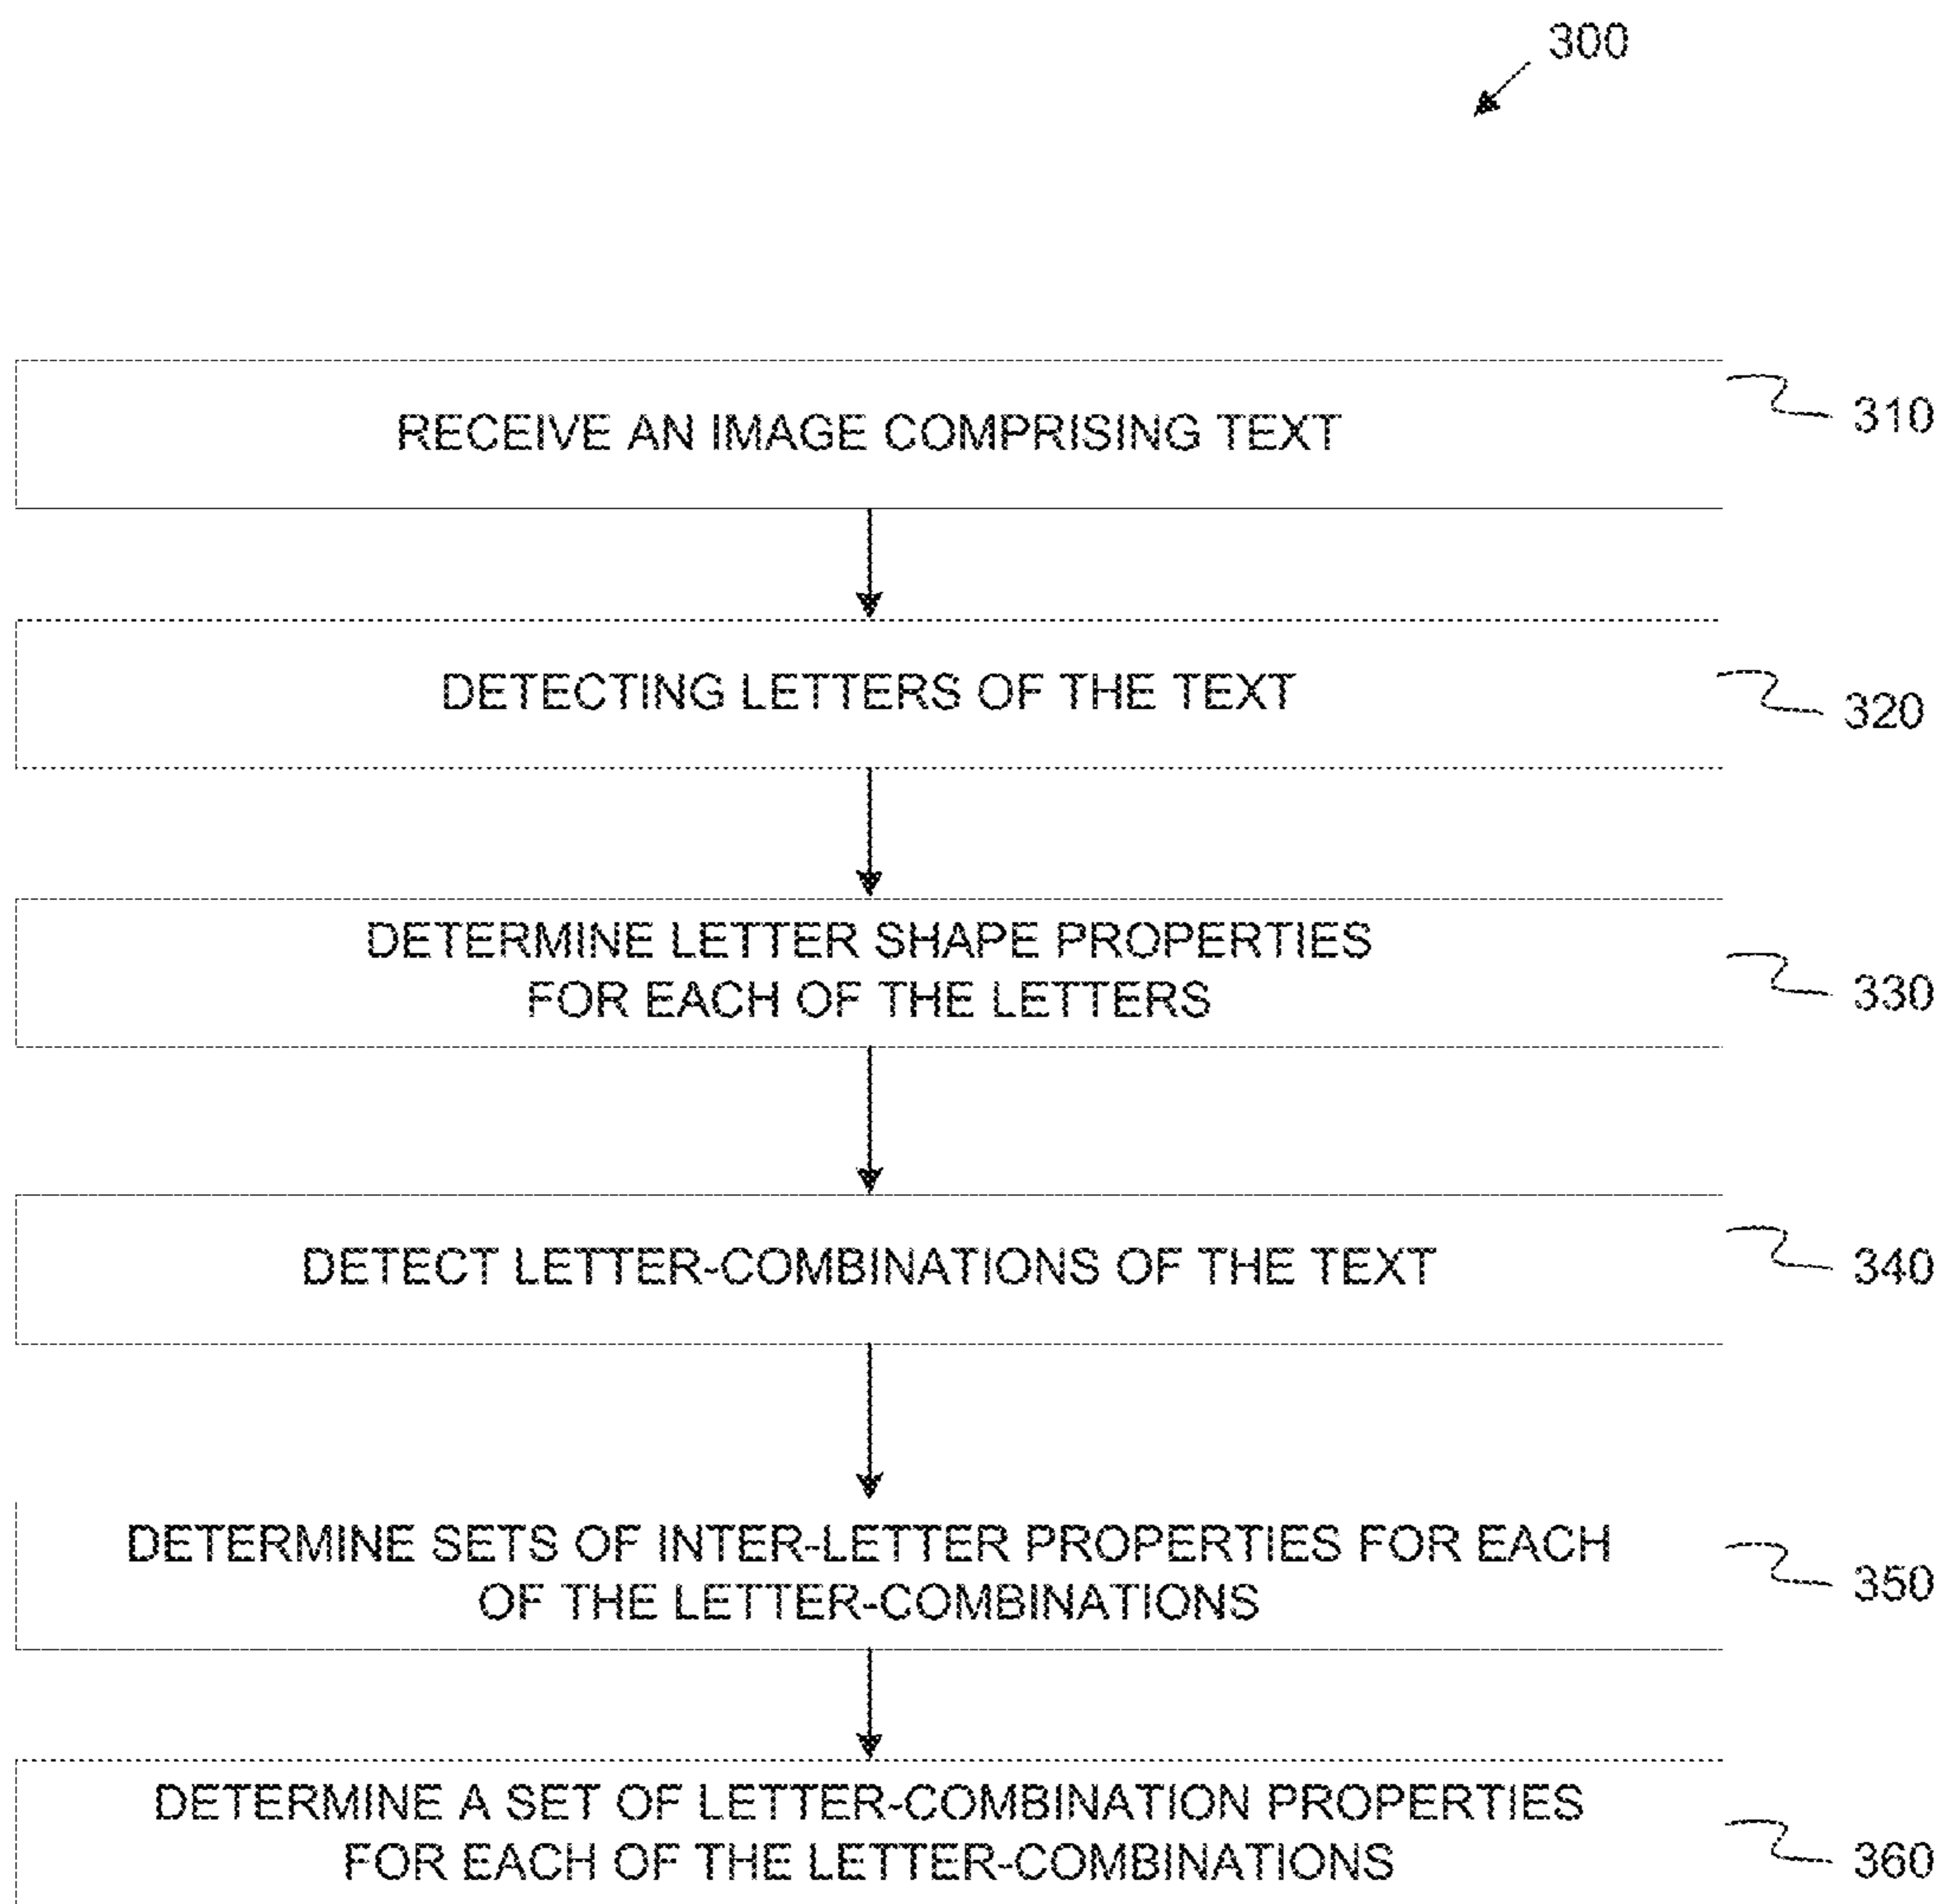 300
RECEIVE AN IMAGE COMPRISING TEXT
310
DETECTING LETTERS OF THE TEXT
320
DETERMINE LETTER SHAPE PROPERTIES
FOR EACH OF THE LETTERS
330
DETECT LETTER-COMBINATIONS OF THE TEXT
340
DETERMINE SETS OF INTER-LETTER PROPERTIES FOR EACH
OF THE LETTER-COMBINATIONS
350
DETERMINE A SET OF LETTER-COMBINATION PROPERTIES
FOR EACH OF THE LETTER-COMBINATIONS
360